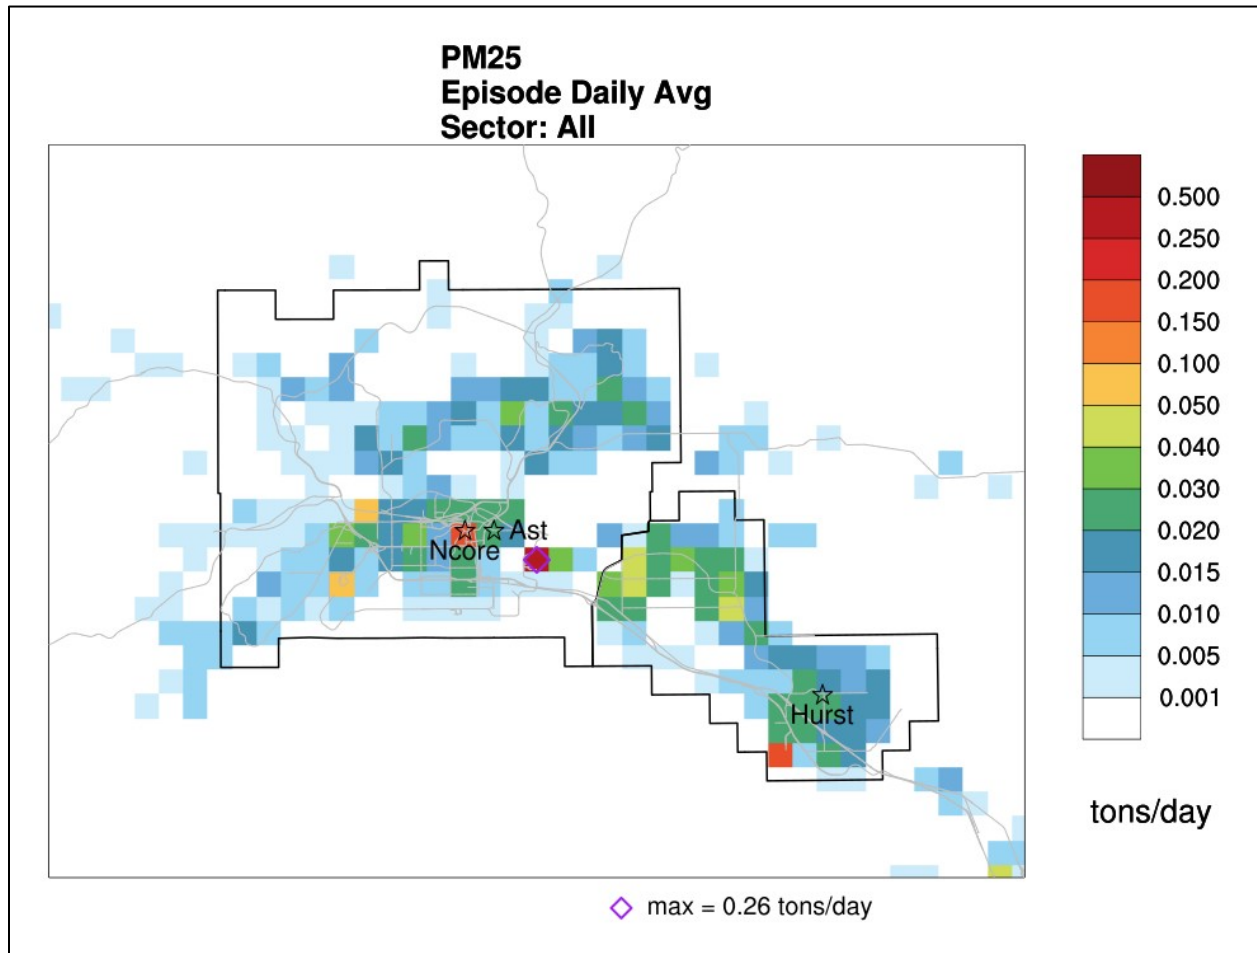 PM25
Episode Daily Avg
Sector: All
0.500
0.250
0.200
0.150
0.100
0.050
0.040
0.030
0.020
0.015
0.010
0.005
0.001
tons/day
Ast
Ncore
Hurst
max = 0.26 tons/day